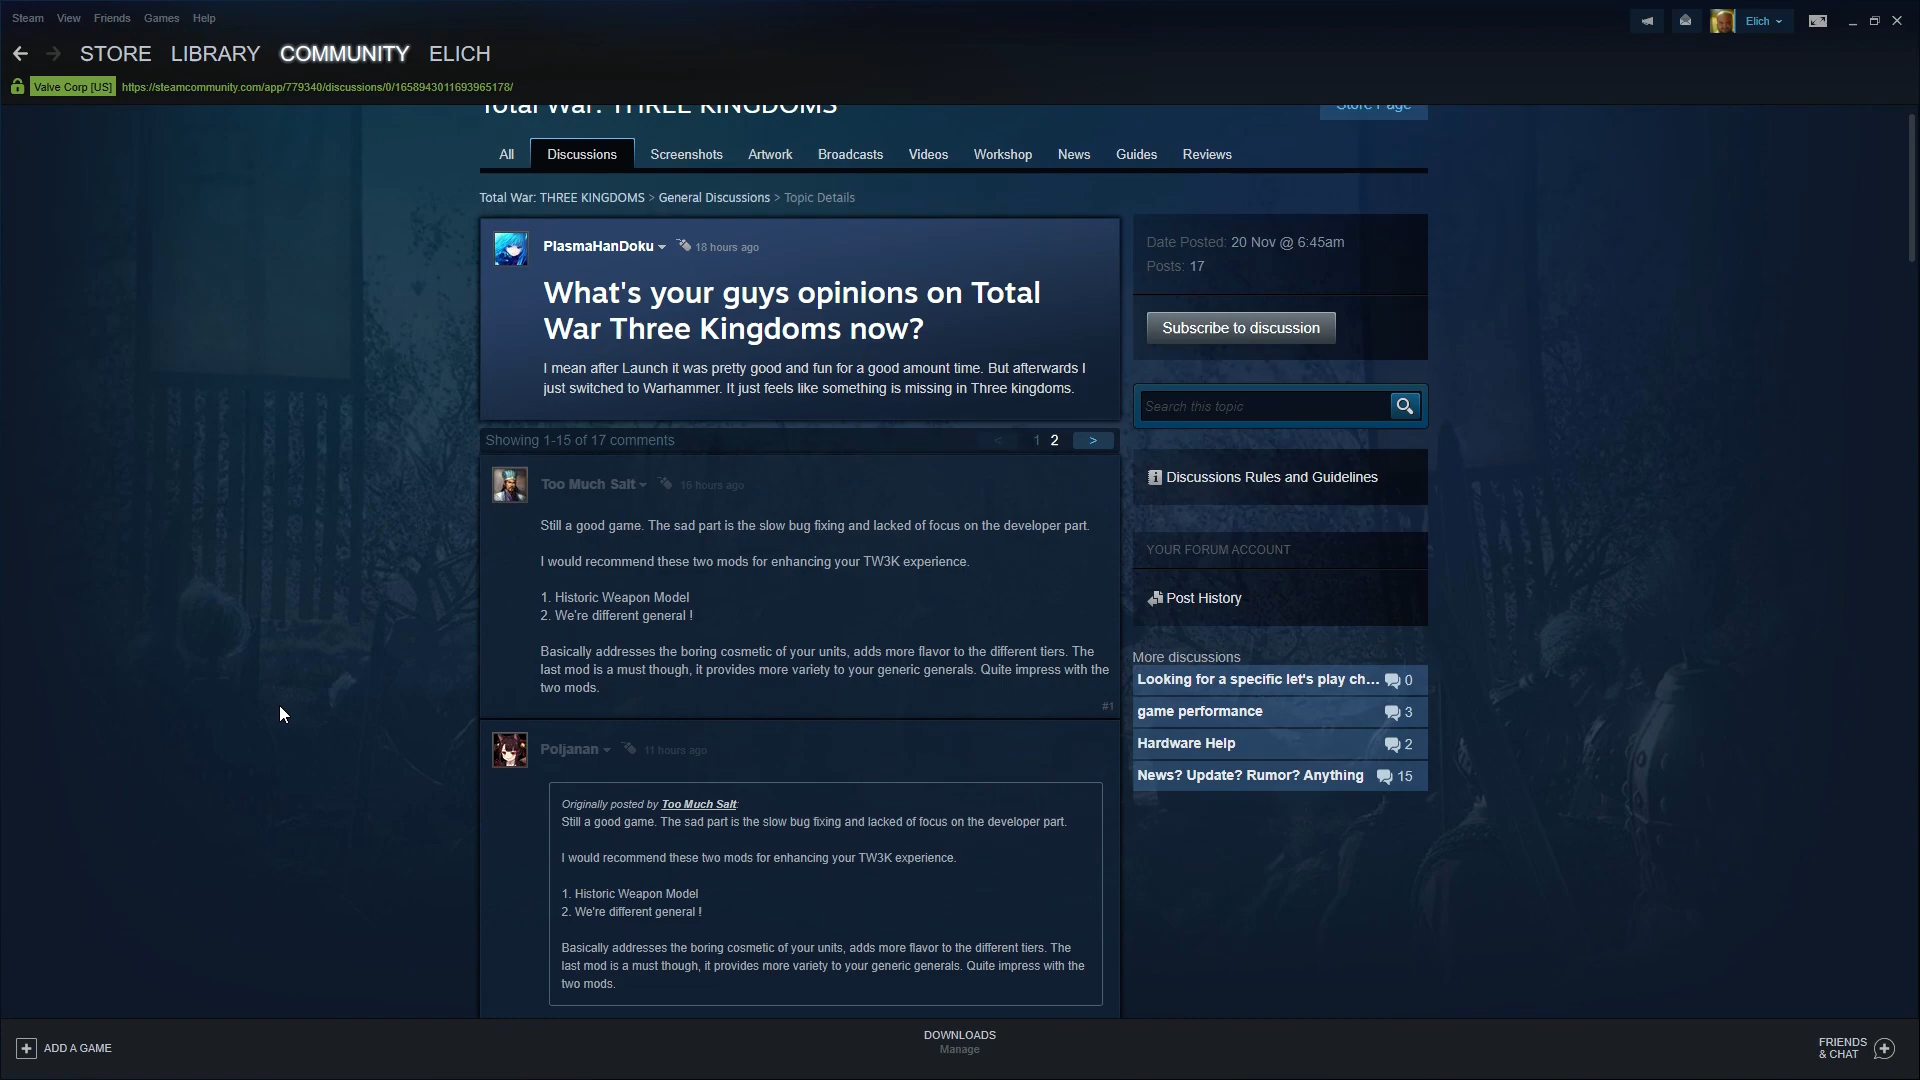 Steam View Friends Games Help
Elich
STORE LIBRARY COMMUNITY ELICH
Valve Corp [US] https://steamcommunity.com/app/779340/discussions/0/1658943011693965178/
Total War: THREE KINGDOMS
Store Page
All Discussions Screenshots Artwork Broadcasts Videos Workshop News Guides Reviews
Total War: THREE KINGDOMS > General Discussions > Topic Details
PlasmaHanDoku 18 hours ago
What's your guys opinions on Total
War Three Kingdoms now?
I mean after Launch it was pretty good and fun for a good amount time. But afterwards I
just switched to Warhammer. It just feels like something is missing in Three kingdoms.
Showing 1-15 of 17 comments
< 1 2 >
Too Much Salt 16 hours ago
Still a good game. The sad part is the slow bug fixing and lacked of focus on the developer part.
I would recommend these two mods for enhancing your TW3K experience.
1. Historic Weapon Model
2. We're different general !
Basically addresses the boring cosmetic of your units, adds more flavor to the different tiers. The
last mod is a must though, it provides more variety to your generic generals. Quite impress with the
two mods.
#1
Poljanan 11 hours ago
Originally posted by Too Much Salt:
Still a good game. The sad part is the slow bug fixing and lacked of focus on the developer part.
I would recommend these two mods for enhancing your TW3K experience.
1. Historic Weapon Model
2. We're different general !
Basically addresses the boring cosmetic of your units, adds more flavor to the different tiers. The
last mod is a must though, it provides more variety to your generic generals. Quite impress with the
two mods.
Date Posted: 20 Nov @ 6:45am
Posts: 17
Subscribe to discussion
Search this topic
Discussions Rules and Guidelines
YOUR FORUM ACCOUNT
Post History
More discussions
Looking for a specific let's play ch... 0
game performance 3
Hardware Help 2
News? Update? Rumor? Anything 15
ADD A GAME
DOWNLOADS
Manage
FRIENDS
& CHAT